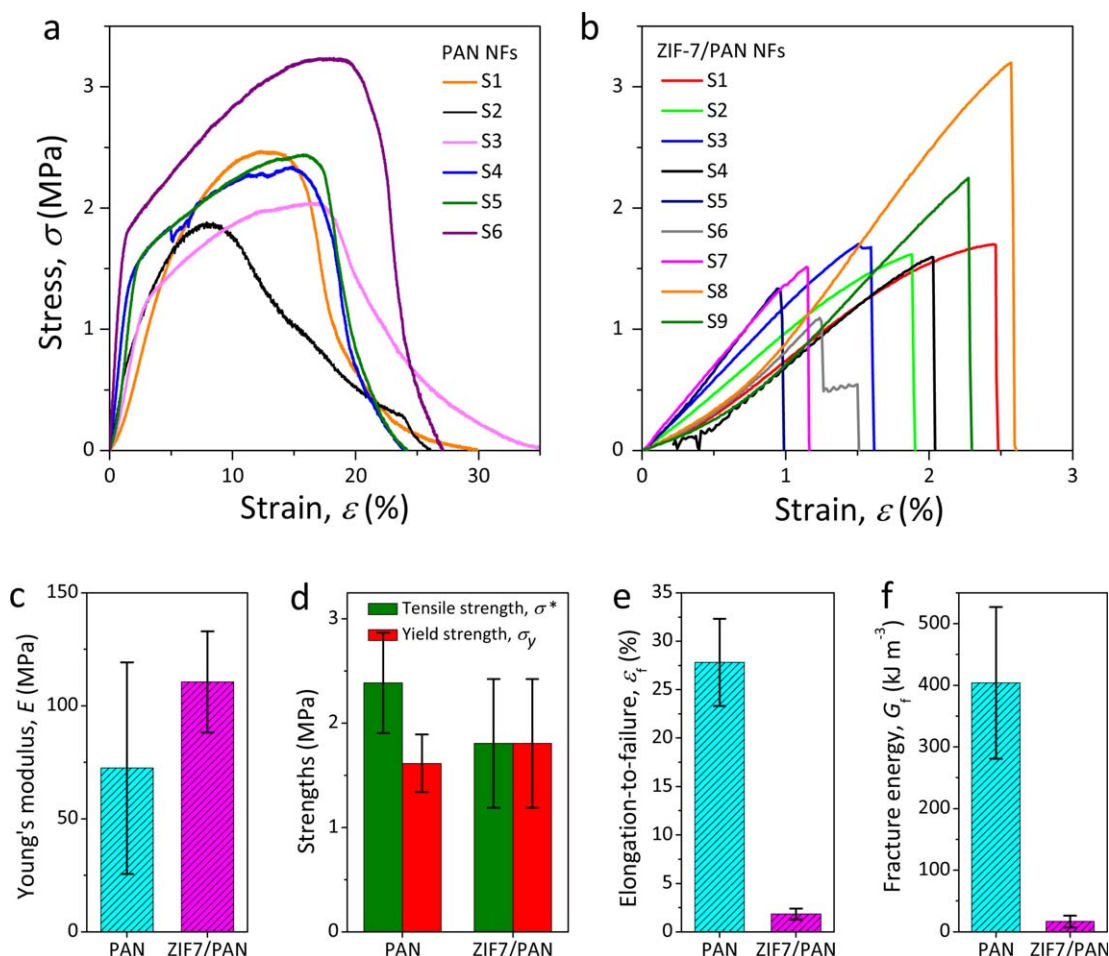 a
PAN NFs
S1
S2
S3
S4
S5
S6
Stress, σ (MPa)
3
2
1
0
0 10 20 30
Strain, ε (%)
b
ZIF-7/PAN NFs
S1
S2
S3
S4
S5
S6
S7
S8
S9
3
2
1
0
0 1 2 3
Strain, ε (%)
c
Young's modulus, E (MPa)
150
100
50
0
PAN ZIF7/PAN
d
Tensile strength, σ*
Yield strength, σy
Strengths (MPa)
3
2
1
0
PAN ZIF7/PAN
e
Elongation-to-failure, εf (%)
35
30
25
20
15
10
5
0
PAN ZIF7/PAN
f
Fracture energy, Gf (kJ m-3)
500
400
300
200
100
0
PAN ZIF7/PAN